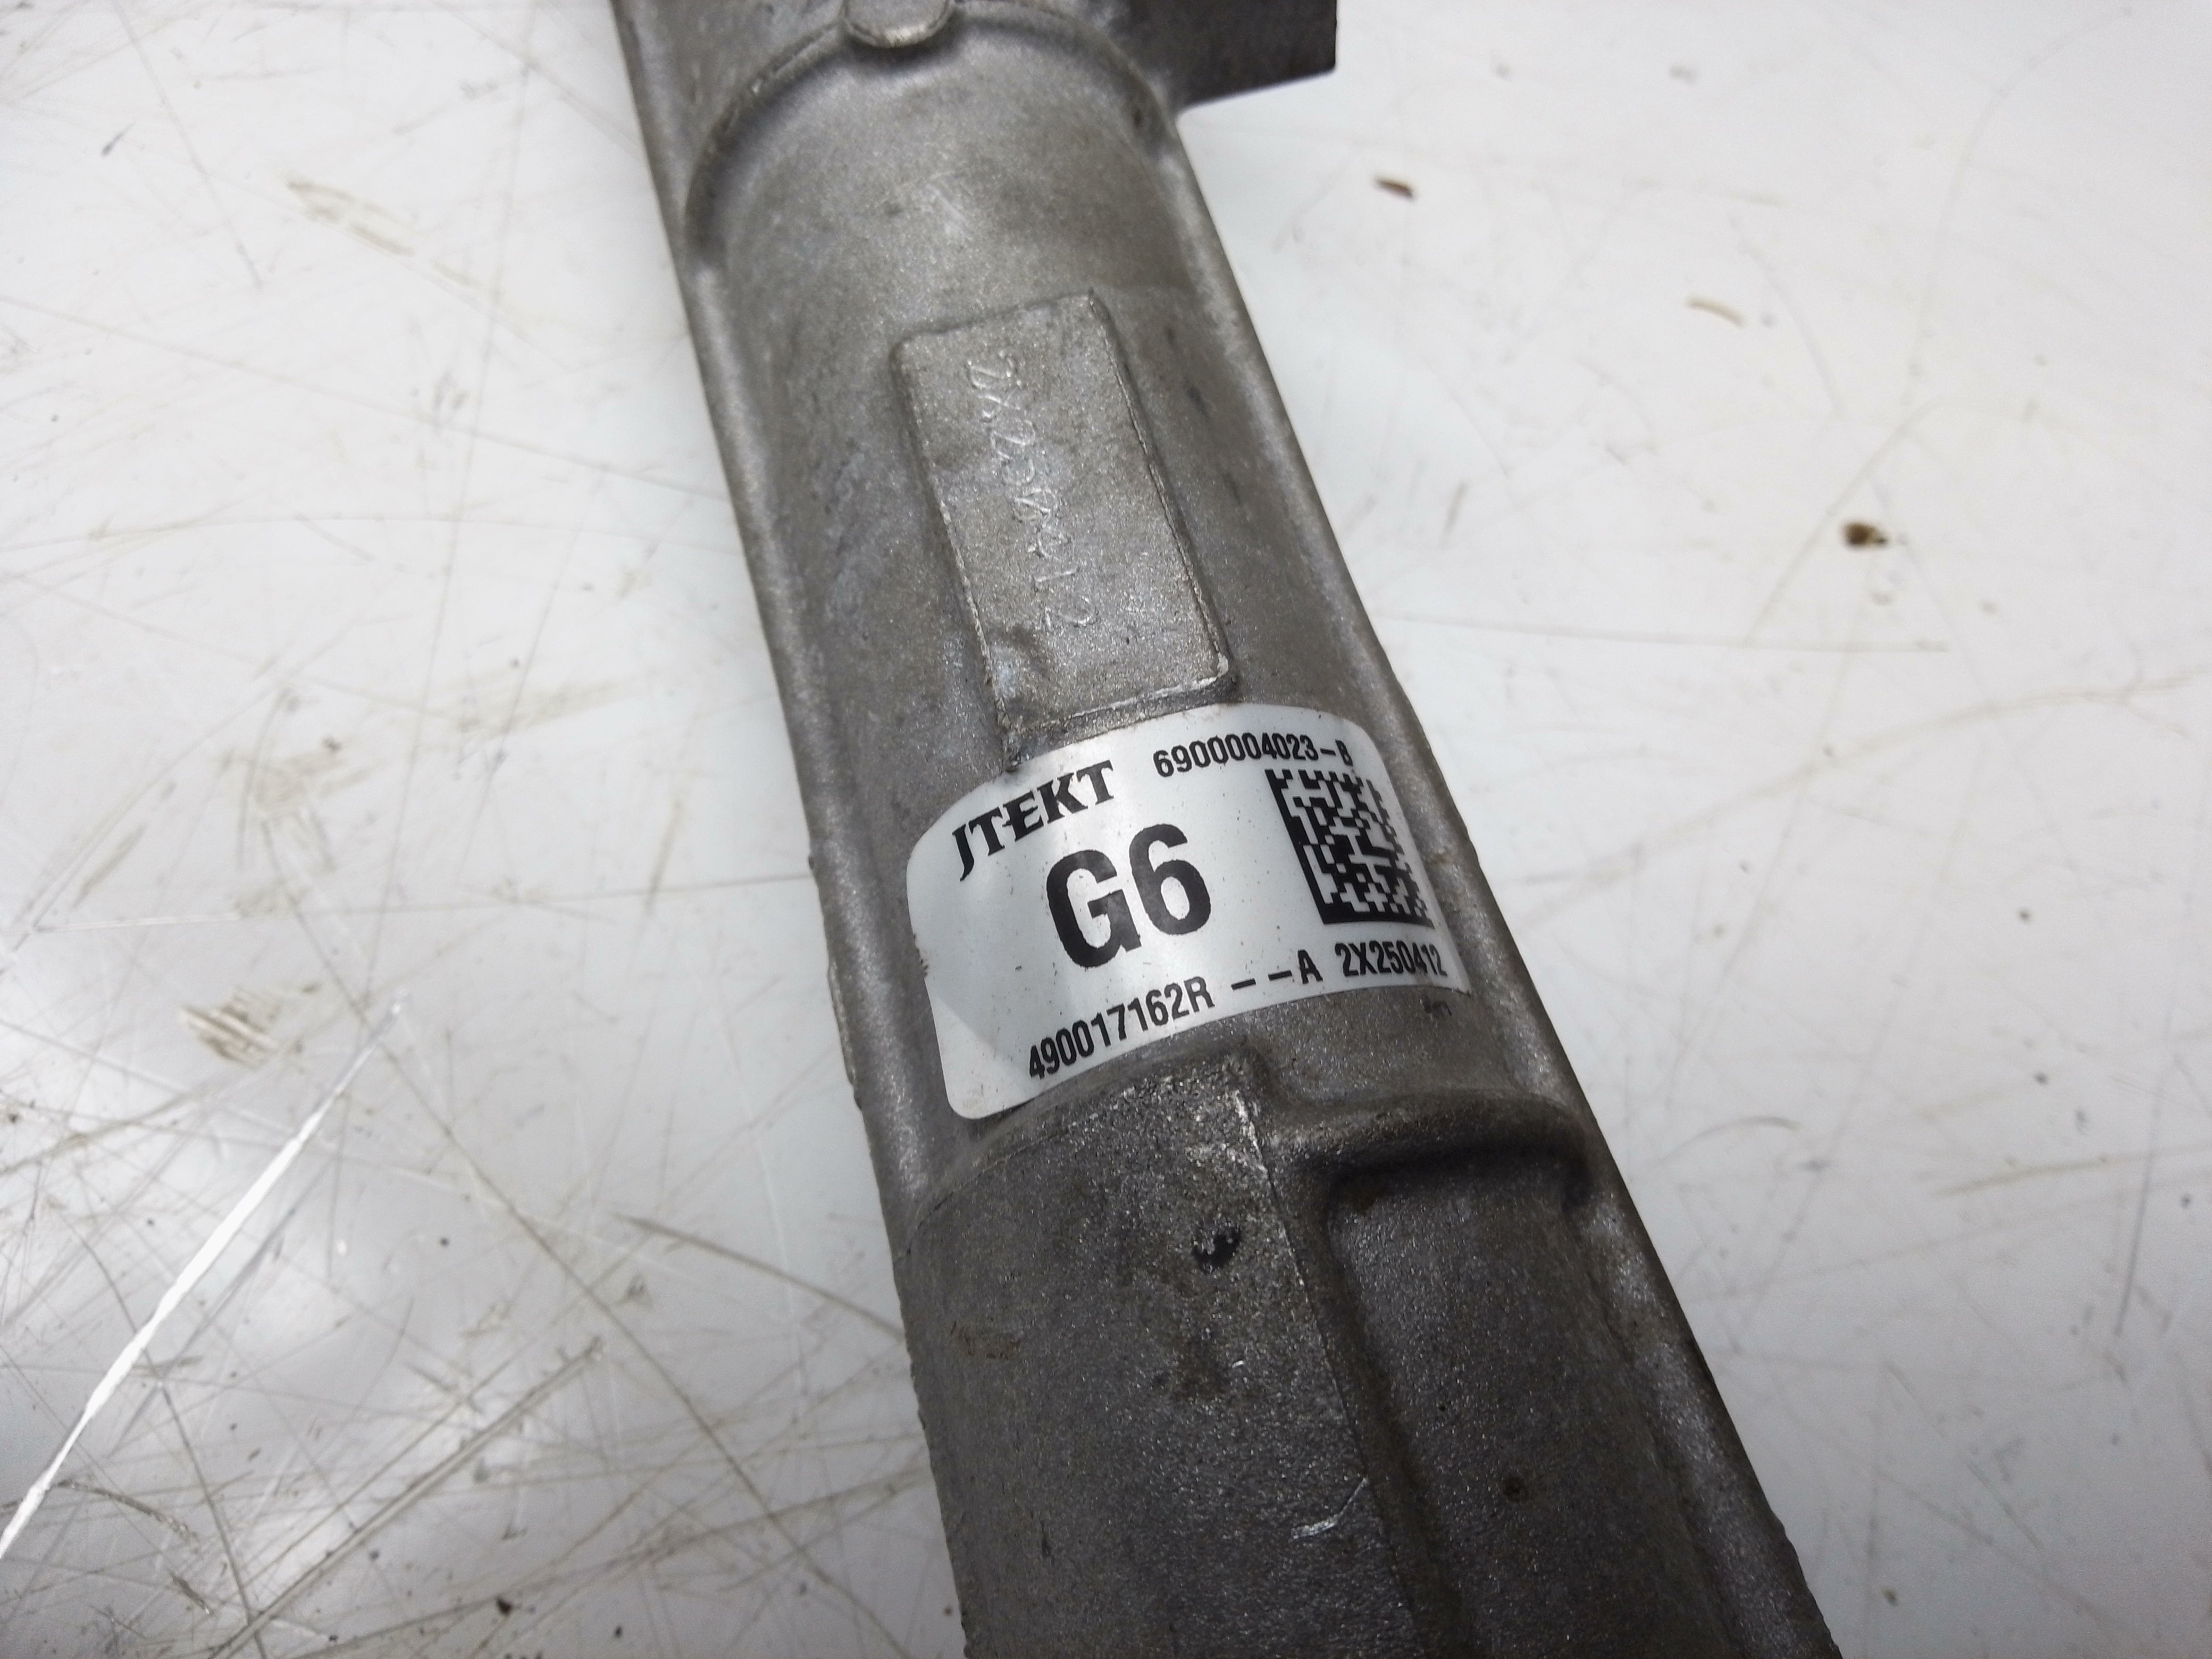 2X250412
JTEKT 6900004023-B
G6
490017162R --A 2X250412